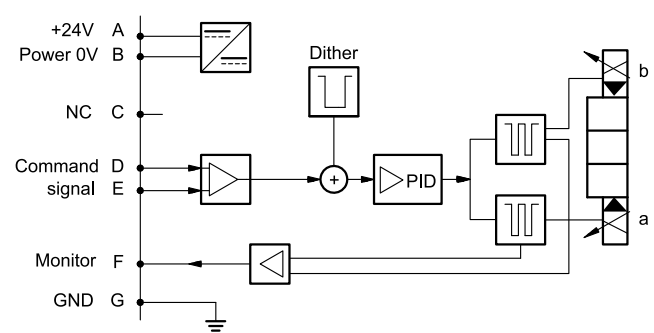 +24V A
Power 0V B
Dither
b
NC C
Command D
signal E
+
PID
a
Monitor F
GND G